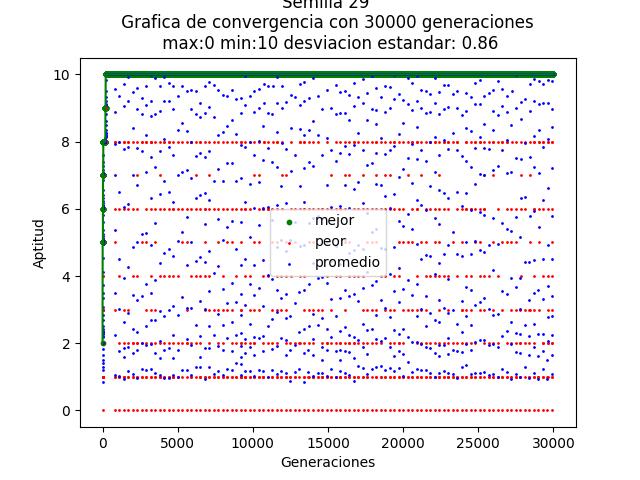 Semilla 29
Grafica de convergencia con 30000 generaciones
max:0 min:10 desviacion estandar: 0.86
10
8
6
4
2
0
Aptitud
mejor
peor
promedio
0 5000 10000 15000 20000 25000 30000
Generaciones